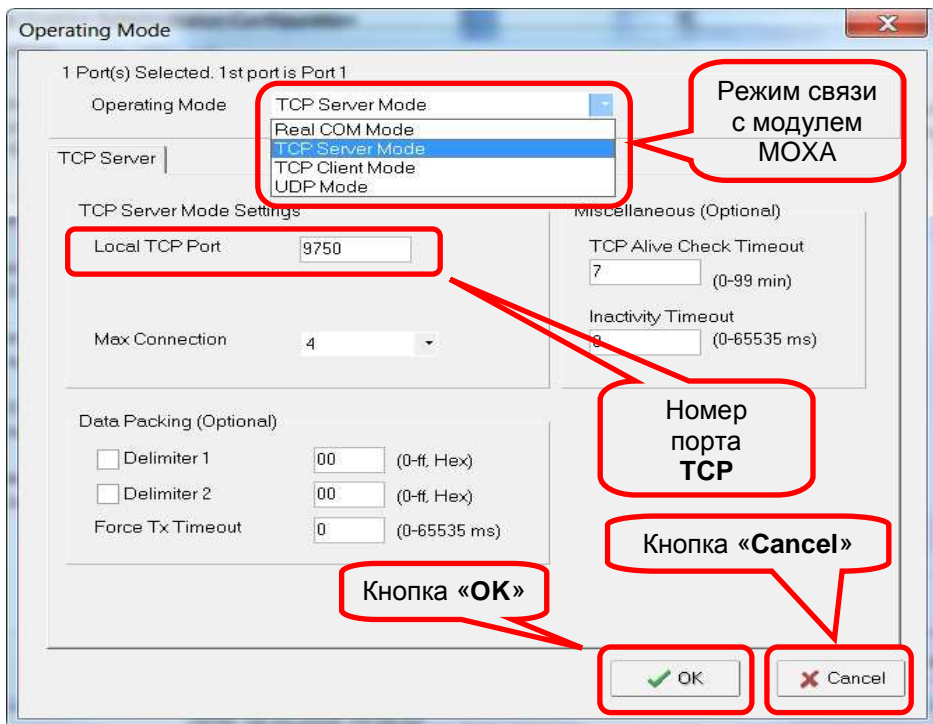 Operating Mode
1 Port(s) Selected. 1st port is Port 1
Operating Mode
TCP Server Mode
Real COM Mode
TCP Server Mode
TCP Client Mode
UDP Mode
Режим связи
с модулем
МОХА
TCP Server
TCP Server Mode Settings
Local TCP Port
9750
Max Connection
4
Miscellaneous (Optional)
TCP Alive Check Timeout
7
(0-99 min)
Inactivity Timeout
(0-65535 ms)
Номер
порта
TCP
Data Packing (Optional)
Delimiter 1
00
(0-ff, Hex)
Delimiter 2
00
(0-ff, Hex)
Force Tx Timeout
0
(0-65535 ms)
Кнопка «Cancel»
Кнопка «OK»
OK
Cancel